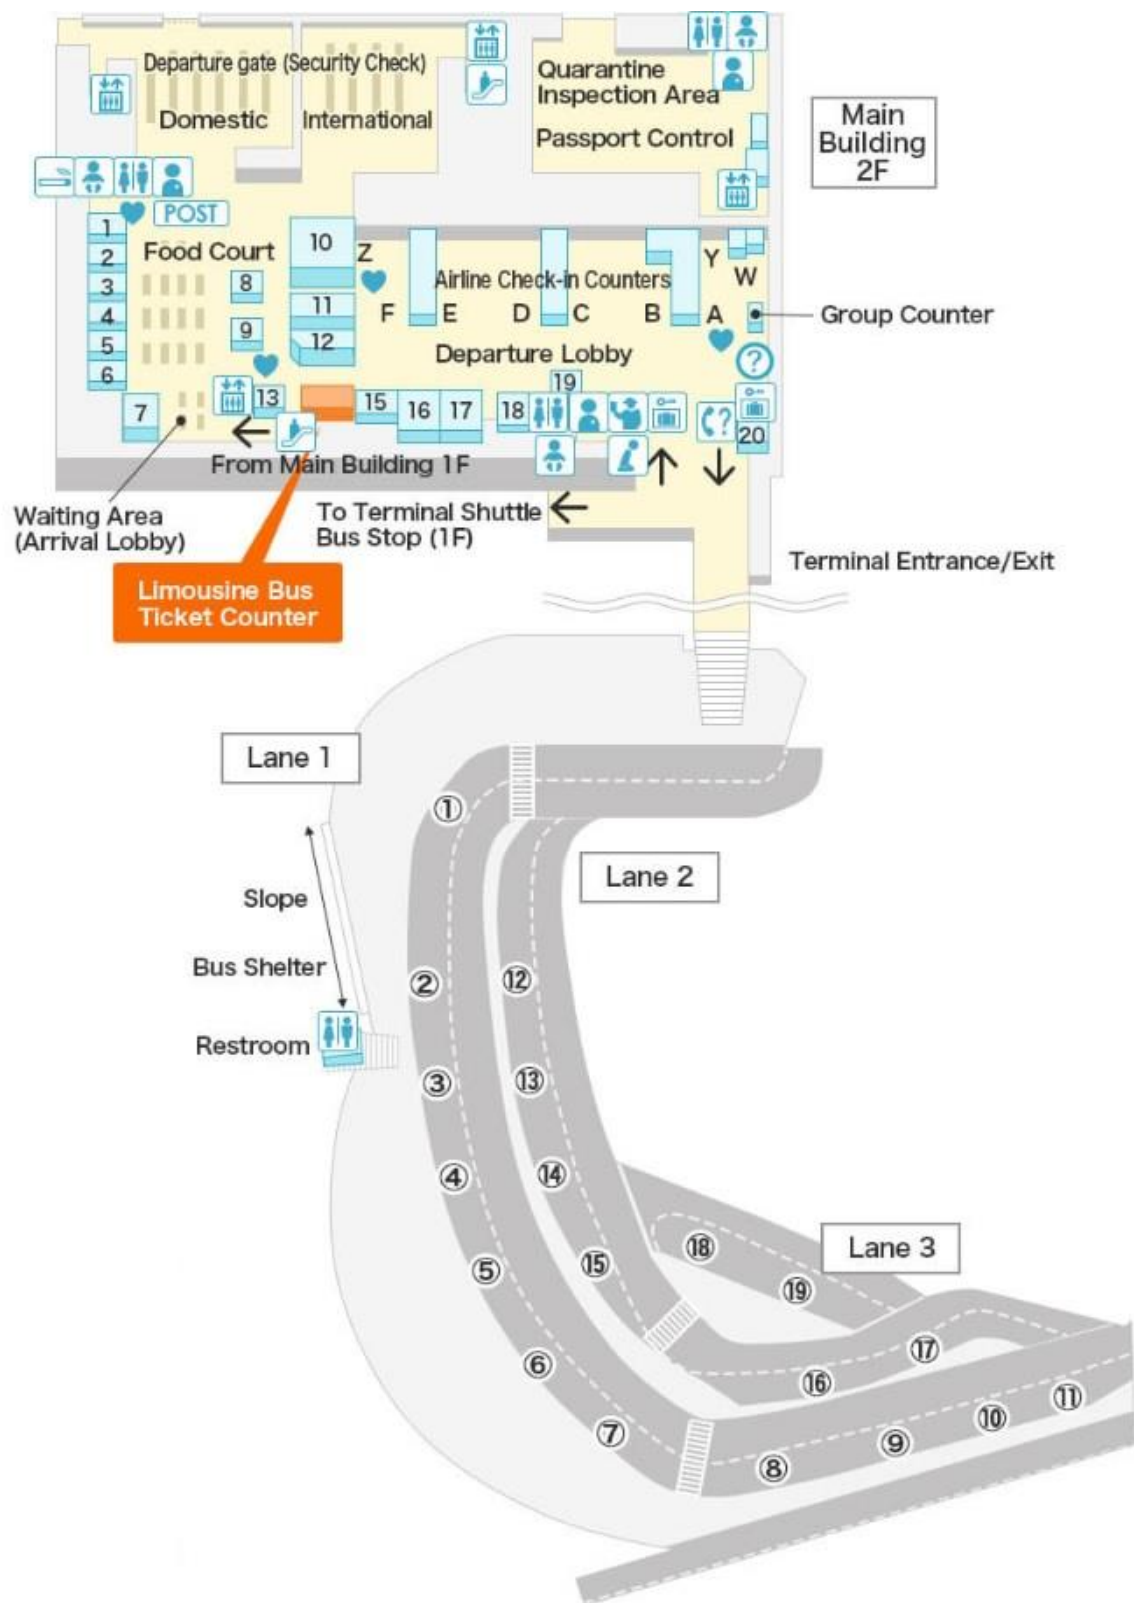 Departure gate (Security Check)
Domestic
International
Quarantine
Inspection Area
Passport Control
Main
Building
2F
POST
Food Court
1
2
3
4
5
6
7
8
9
10
11
12
13
Z
F
E
D
C
B
A
Y
W
Airline Check-in Counters
Group Counter
Departure Lobby
?
15
16
17
18
19
?
20
From Main Building 1F
Waiting Area
(Arrival Lobby)
To Terminal Shuttle
Bus Stop (1F)
Terminal Entrance/Exit
Limousine Bus
Ticket Counter
Lane 1
①
Lane 2
Slope
Bus Shelter
②
⑫
Restroom
③
⑬
④
⑭
⑤
⑮
⑱
Lane 3
⑲
⑥
⑯
⑰
⑦
⑧
⑨
⑩
⑪